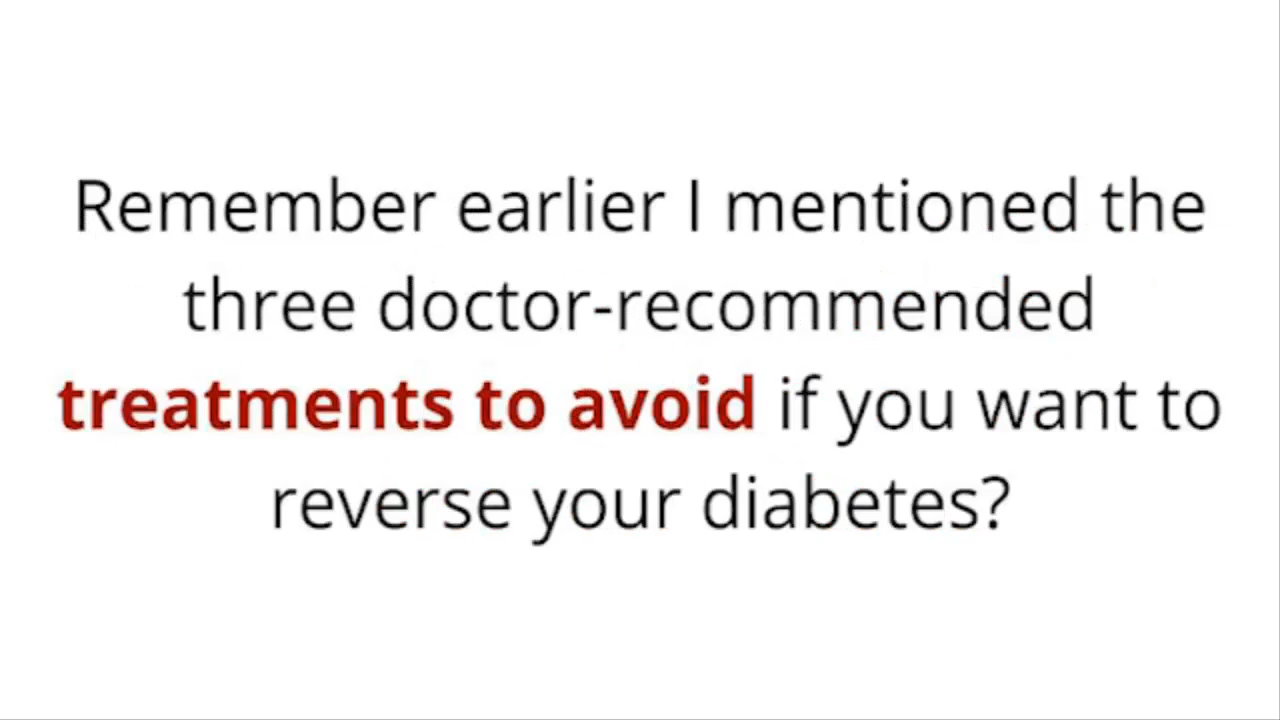 Remember earlier I mentioned the
three doctor-recommended
treatments to avoid if you want to
reverse your diabetes?